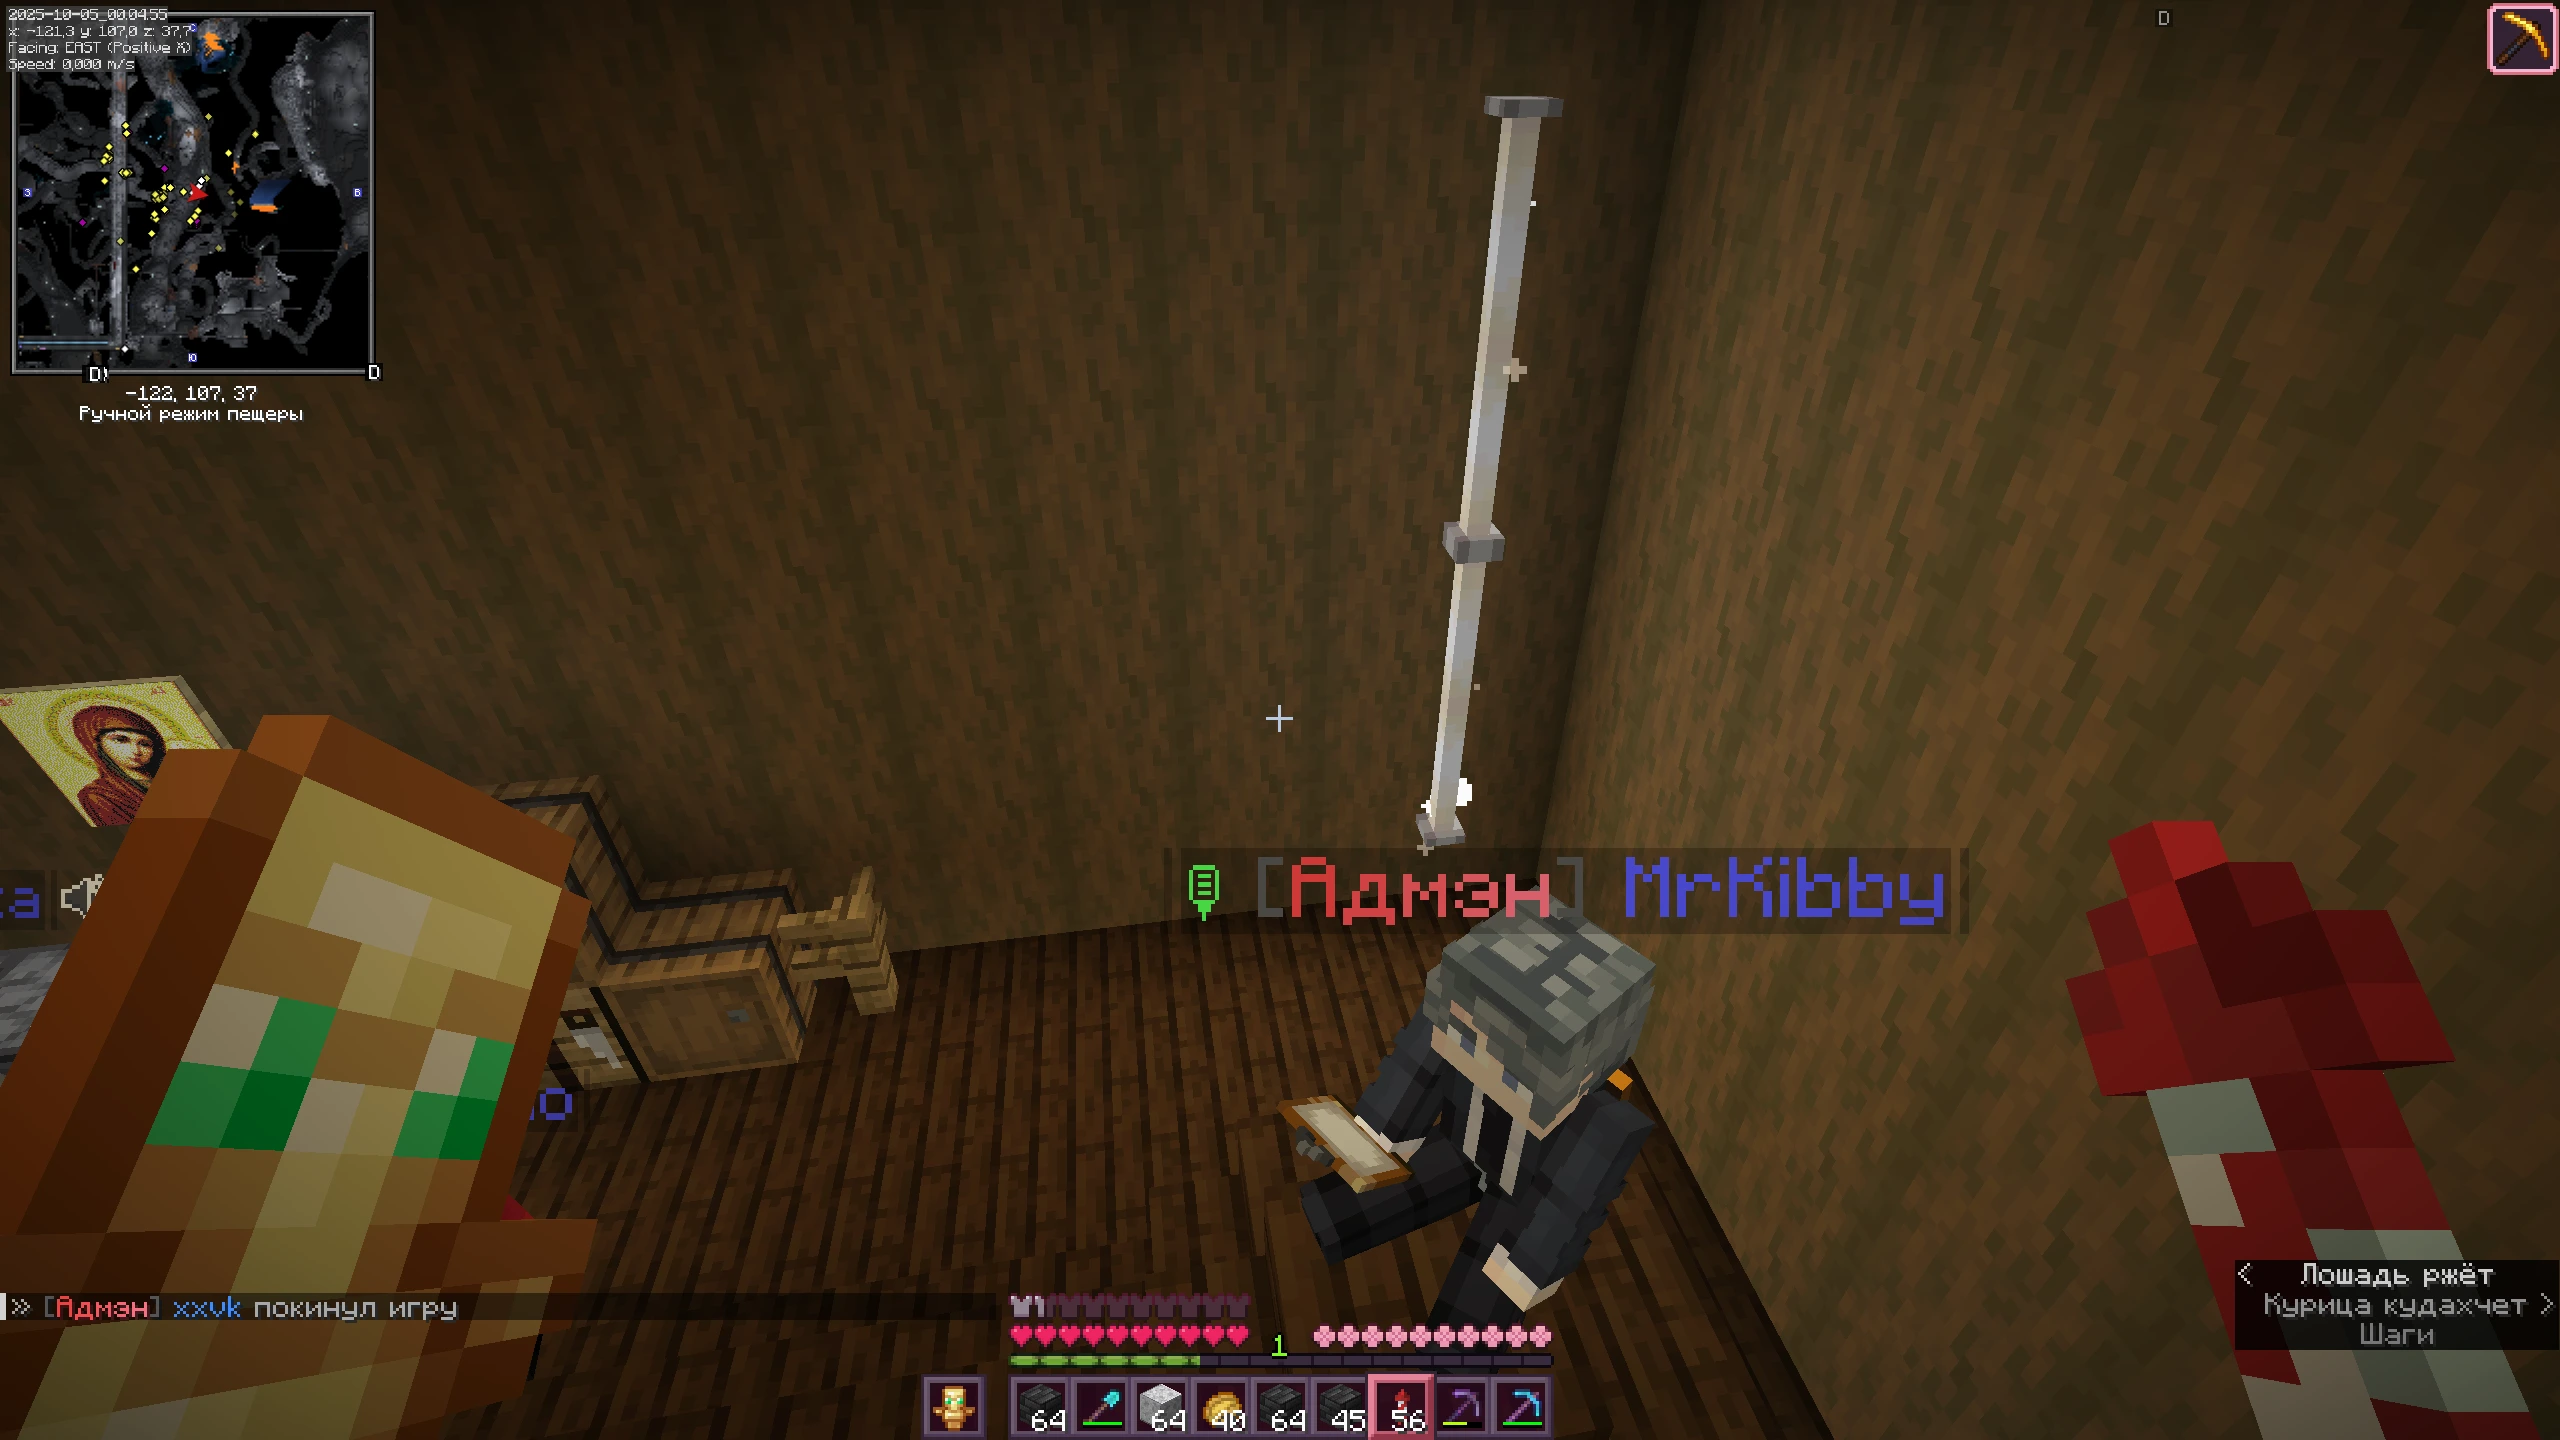 2025-10-05_00.04.55
x: -121,3 y: 107,0 z: 37,7
Facing: EAST (Positive X)
Speed: 0,000 m/s
D
З
В
Ю
D
D
-122, 107, 37
Ручной режим пещеры
[Адмэн] MrKibby
» [Адмэн] xxvk покинул игру
< Лошадь ржёт
Курица кудахчет >
Шаги
1
64
64
40
64
45
56